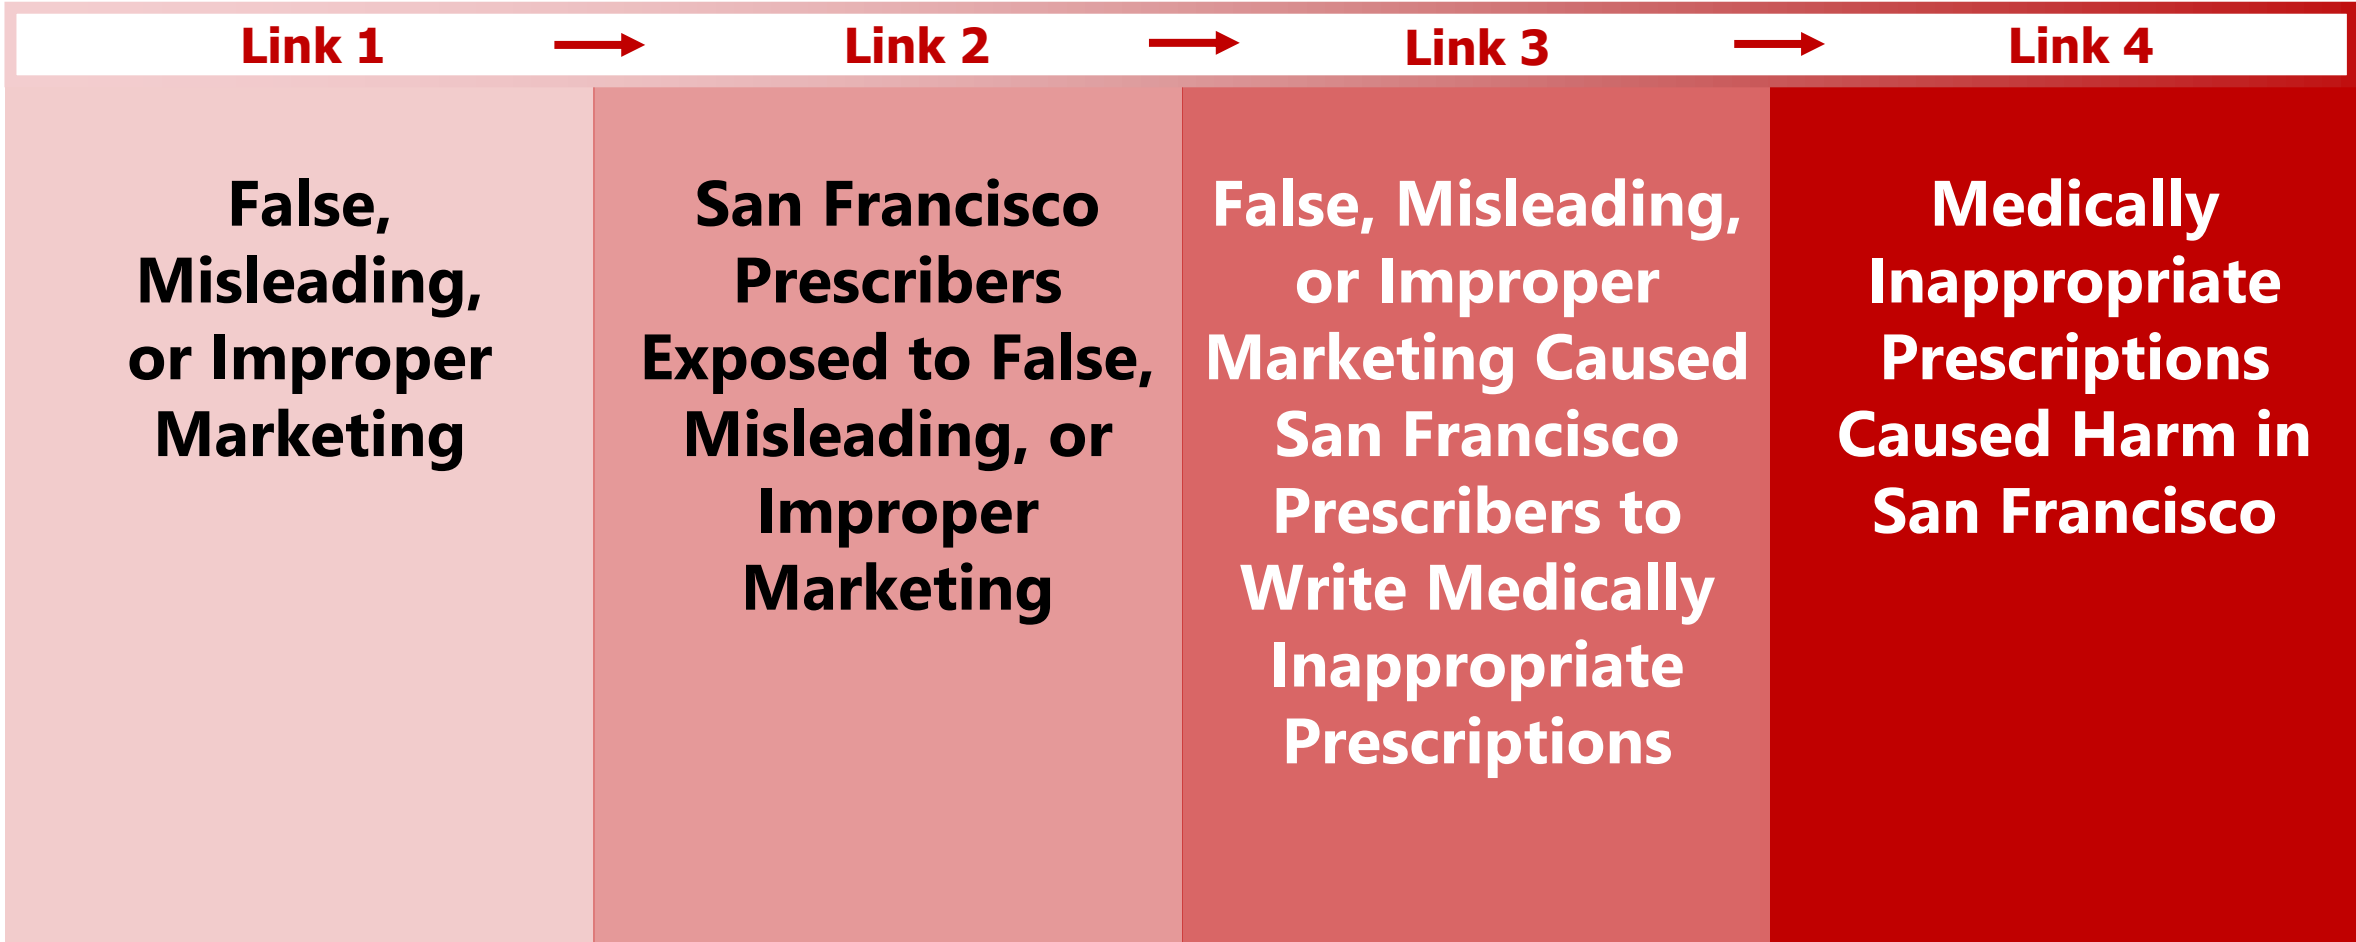 Link 1 → Link 2 → Link 3 → Link 4
False,
Misleading,
or Improper
Marketing
San Francisco
Prescribers
Exposed to False,
Misleading, or
Improper
Marketing
False, Misleading,
or Improper
Marketing Caused
San Francisco
Prescribers to
Write Medically
Inappropriate
Prescriptions
Medically
Inappropriate
Prescriptions
Caused Harm in
San Francisco